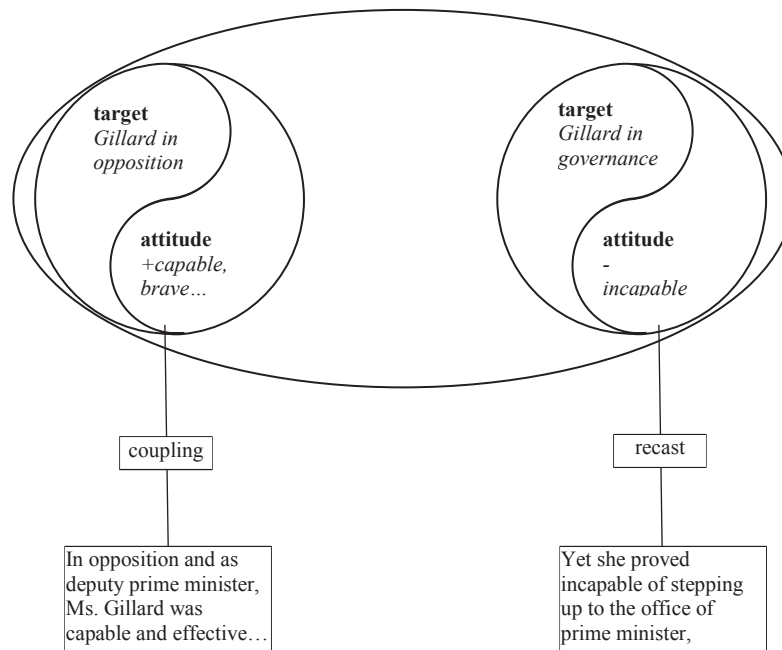 target
Gillard in
opposition
attitude
+capable,
brave…
target
Gillard in
governance
attitude
-
incapable
coupling
recast
In opposition and as
deputy prime minister,
Ms. Gillard was
capable and effective…
Yet she proved
incapable of stepping
up to the office of
prime minister,